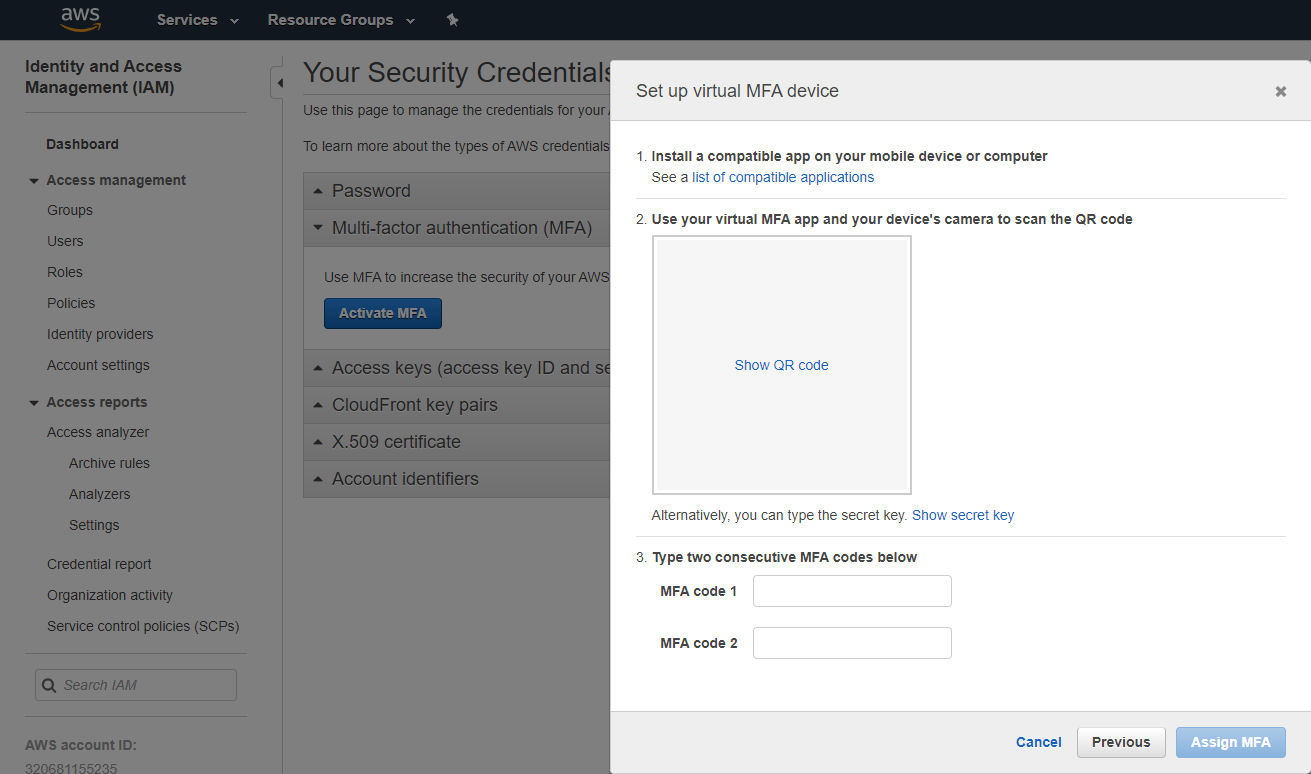 aws
Services
Resource Groups
Identity and Access
Management (IAM)
Dashboard
Access management
Groups
Users
Roles
Policies
Identity providers
Account settings
Access reports
Access analyzer
Archive rules
Analyzers
Settings
Credential report
Organization activity
Service control policies (SCPs)
Search IAM
AWS account ID:
320681155235
Your Security Credentials
Use this page to manage the credentials for your
To learn more about the types of AWS credentials
Password
Multi-factor authentication (MFA)
Use MFA to increase the security of your AWS
Activate MFA
Access keys (access key ID and se
CloudFront key pairs
X.509 certificate
Account identifiers
Set up virtual MFA device
1. Install a compatible app on your mobile device or computer
See a list of compatible applications
2. Use your virtual MFA app and your device's camera to scan the QR code
Show QR code
Alternatively, you can type the secret key. Show secret key
3. Type two consecutive MFA codes below
MFA code 1
MFA code 2
Cancel
Previous
Assign MFA